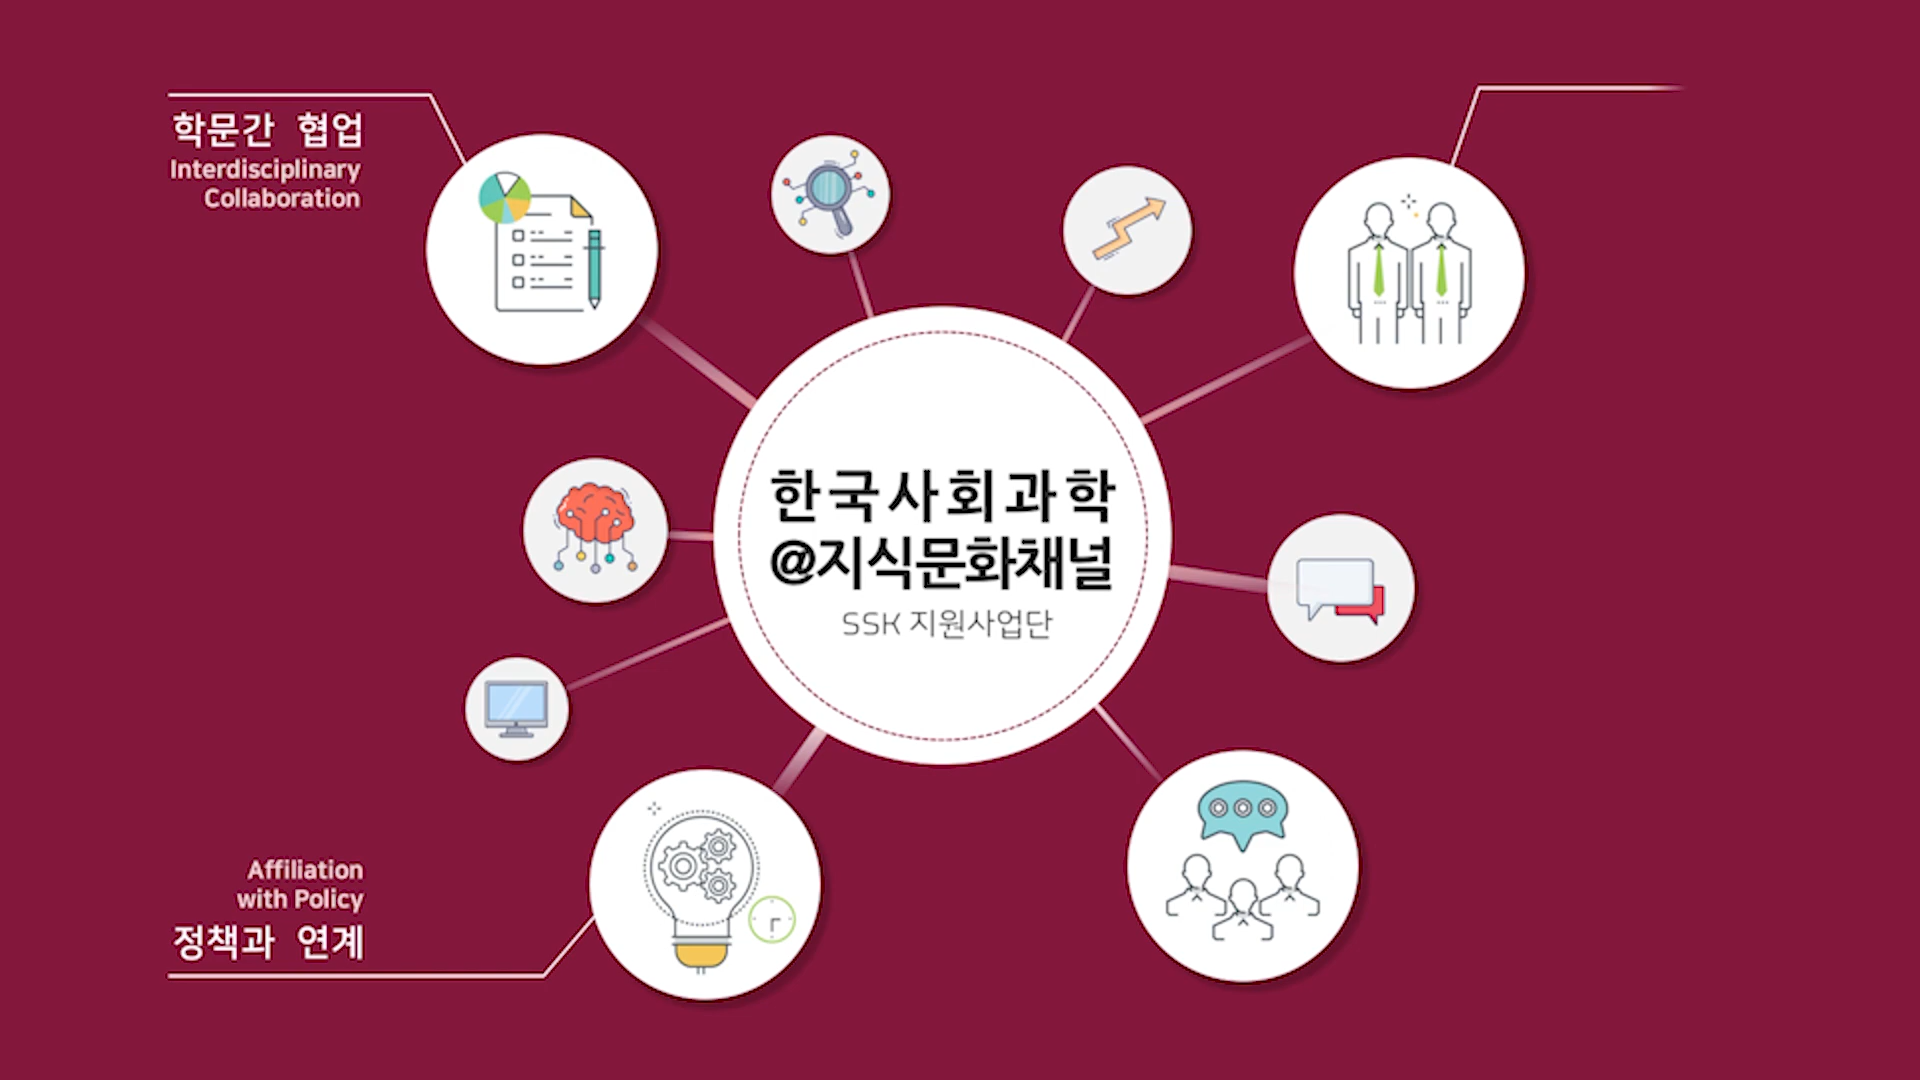 학문간 협업
Interdisciplinary
Collaboration
한국사회과학
@지식문화채널
SSK 지원사업단
Affiliation
with Policy
정책과 연계